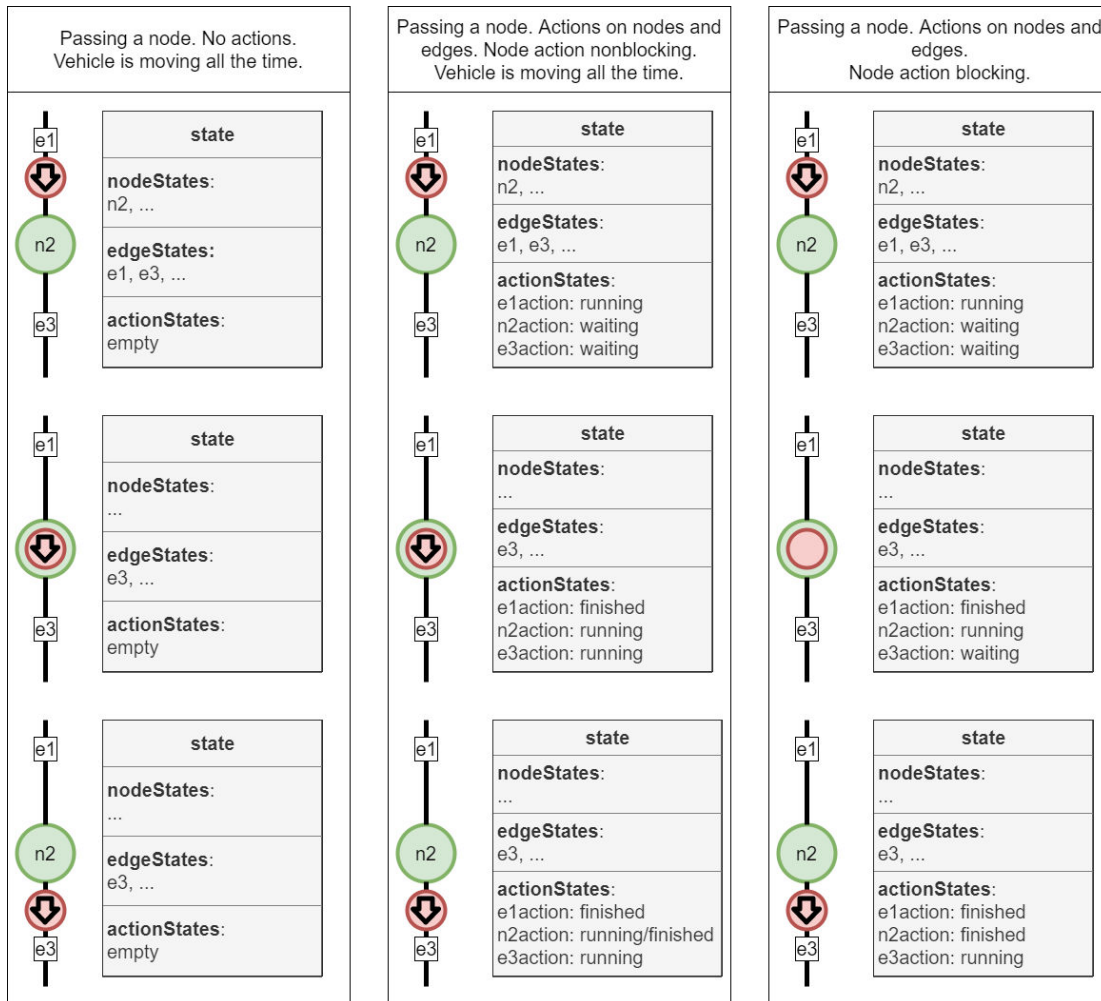 Passing a node. No actions.
Vehicle is moving all the time.
e1
n2
e3
state
nodeStates:
n2, ...
edgeStates:
e1, e3, ...
actionStates:
empty
e1
e3
state
nodeStates:
...
edgeStates:
e3, ...
actionStates:
empty
e1
n2
e3
state
nodeStates:
...
edgeStates:
e3, ...
actionStates:
empty
Passing a node. Actions on nodes and
edges. Node action nonblocking.
Vehicle is moving all the time.
e1
n2
e3
state
nodeStates:
n2, ...
edgeStates:
e1, e3, ...
actionStates:
e1action: running
n2action: waiting
e3action: waiting
e1
e3
state
nodeStates:
...
edgeStates:
e3, ...
actionStates:
e1action: finished
n2action: running
e3action: running
e1
n2
e3
state
nodeStates:
...
edgeStates:
e3, ...
actionStates:
e1action: finished
n2action: running/finished
e3action: running
Passing a node. Actions on nodes and
edges.
Node action blocking.
e1
n2
e3
state
nodeStates:
n2, ...
edgeStates:
e1, e3, ...
actionStates:
e1action: running
n2action: waiting
e3action: waiting
e1
e3
state
nodeStates:
...
edgeStates:
e3, ...
actionStates:
e1action: finished
n2action: running
e3action: waiting
e1
n2
e3
state
nodeStates:
...
edgeStates:
e3, ...
actionStates:
e1action: finished
n2action: finished
e3action: running